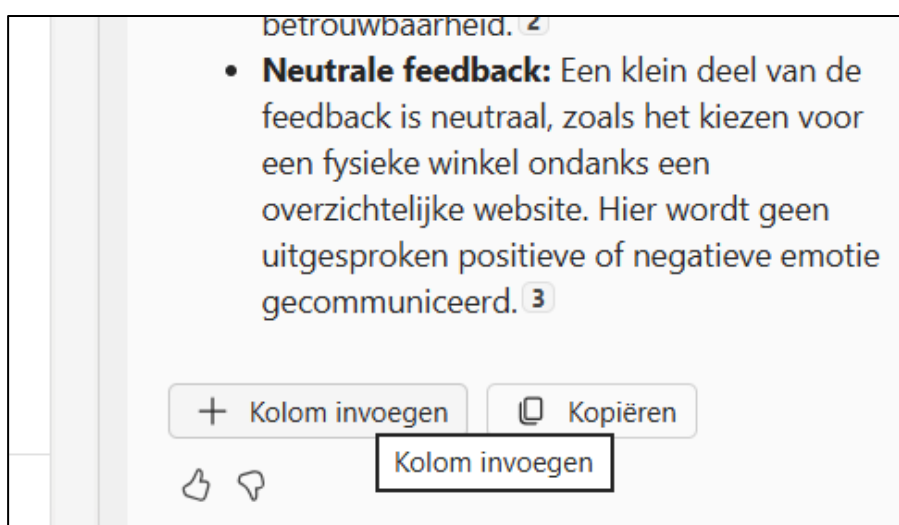 betrouwbaarheid. 2
• Neutrale feedback: Een klein deel van de
feedback is neutraal, zoals het kiezen voor
een fysieke winkel ondanks een
overzichtelijke website. Hier wordt geen
uitgesproken positieve of negatieve emotie
gecommuniceerd. 3
+ Kolom invoegen
Kopiëren
Kolom invoegen